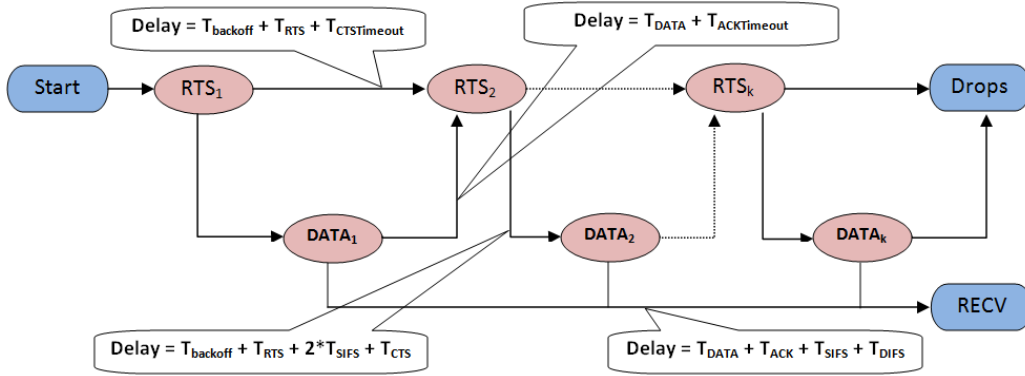 Delay = T_backoff + T_RTS + T_CTSTimeout
Delay = T_DATA + T_ACKTimeout
Start
RTS_1
RTS_2
RTS_k
Drops
DATA_1
DATA_2
DATA_k
RECV
Delay = T_backoff + T_RTS + 2*T_SIFS + T_CTS
Delay = T_DATA + T_ACK + T_SIFS + T_DIFS